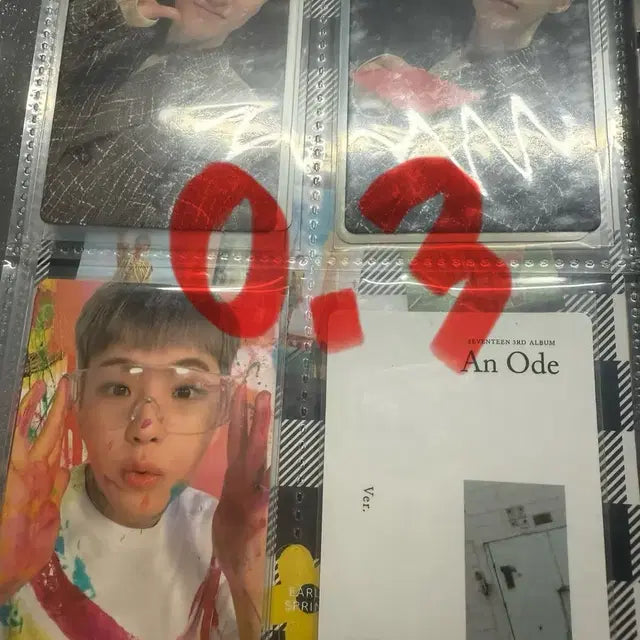 0.3
SEVENTEEN 3RD ALBUM
An Ode
Ver.